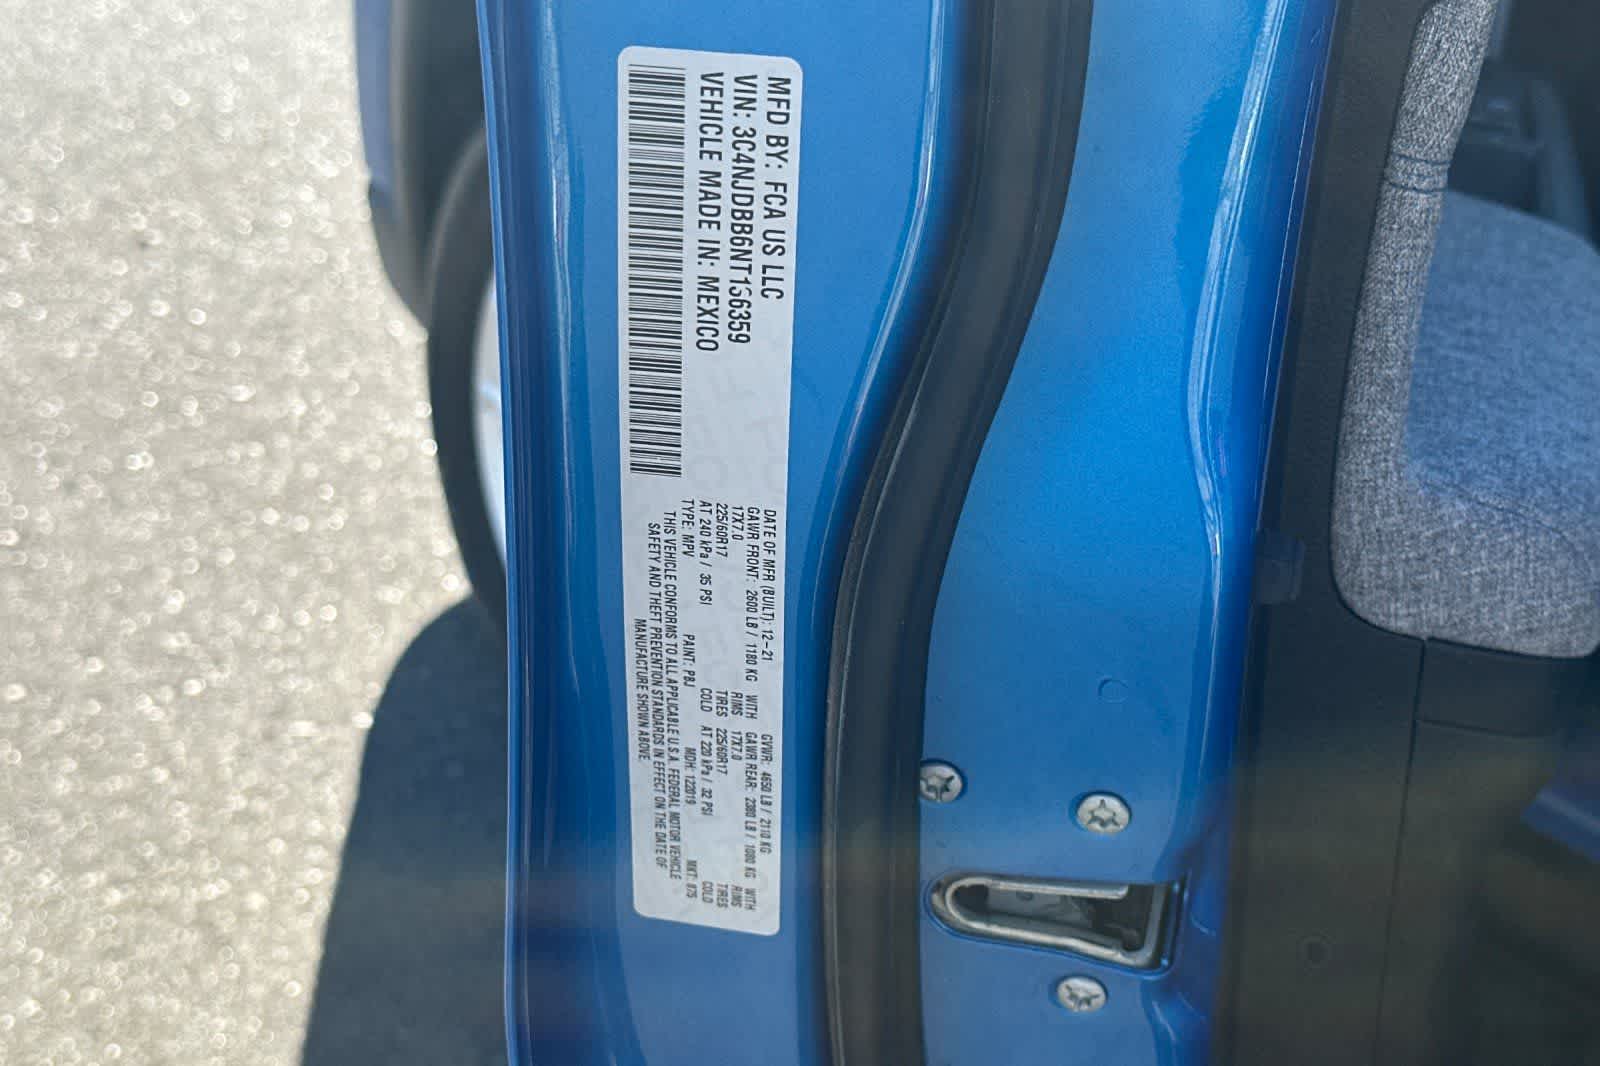 MFD BY: FCA US LLC
VIN: 3C4NJDBB6NT136359
VEHICLE MADE IN: MEXICO
DATE OF MFR (BUILT): 12-21 GVWR: 4650 LB / 2110 KG
GAWR FRONT: 2600 LB / 1180 KG WITH GAWR REAR: 2380 LB / 1080 KG WITH
17X7.0 RIMS 17X7.0 RIMS
225/60R17 TIRES 225/60R17 TIRES
AT 240 kPa / 35 PSI COLD AT 220 kPa / 32 PSI COLD
TYPE: MPV PAINT: PBJ MDH: 122019 MKT: 875
THIS VEHICLE CONFORMS TO ALL APPLICABLE U.S.A. FEDERAL MOTOR VEHICLE
SAFETY AND THEFT PREVENTION STANDARDS IN EFFECT ON THE DATE OF
MANUFACTURE SHOWN ABOVE.